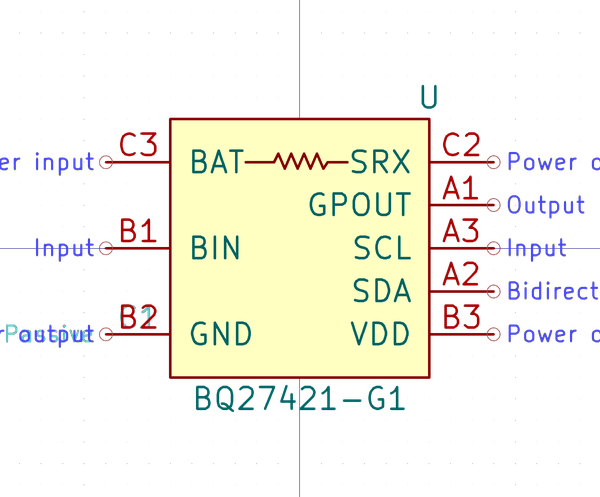 U
C3 C2
er input BAT SRX Power o
A1
GPOUT Output
B1 A3
Input BIN SCL Input
A2
SDA Bidirect
B2 B3
output GND VDD Power o
BQ27421-G1